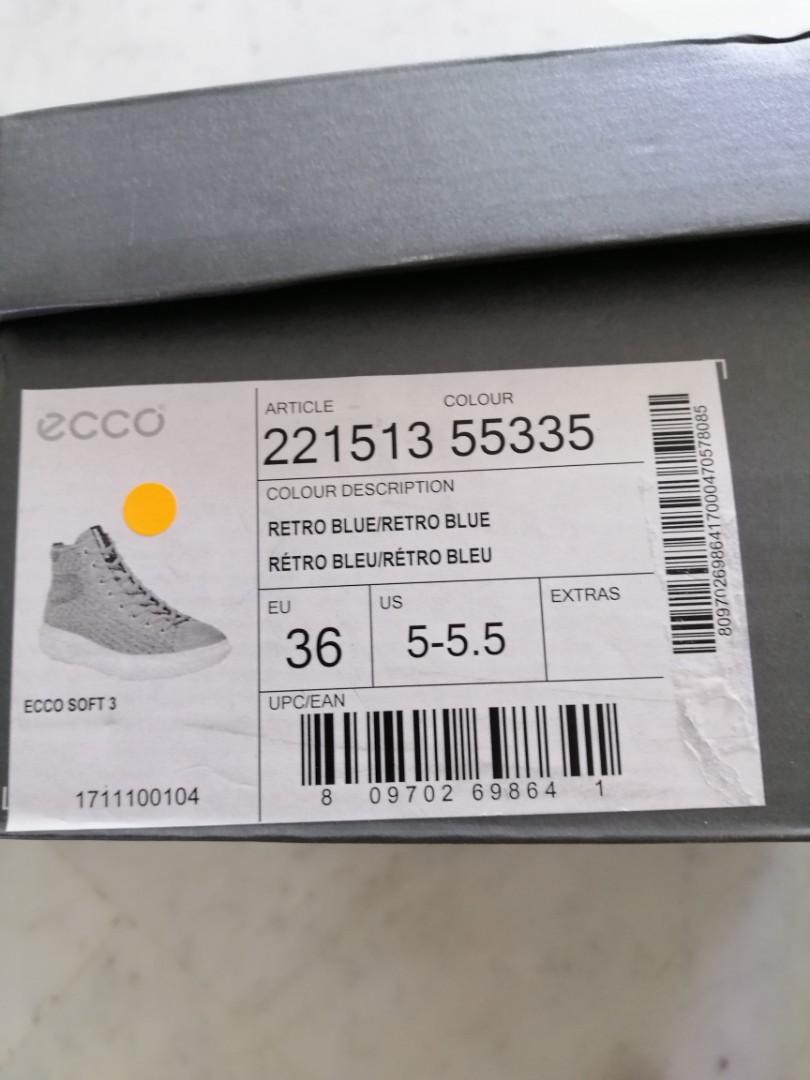 ecco
ARTICLE COLOUR
221513 55335
COLOUR DESCRIPTION
RETRO BLUE/RETRO BLUE
RÉTRO BLEU/RÉTRO BLEU
EU US EXTRAS
36 5-5.5
ECCO SOFT 3
UPC/EAN
8 09702 69864 1
1711100104
8097026986417000470578085